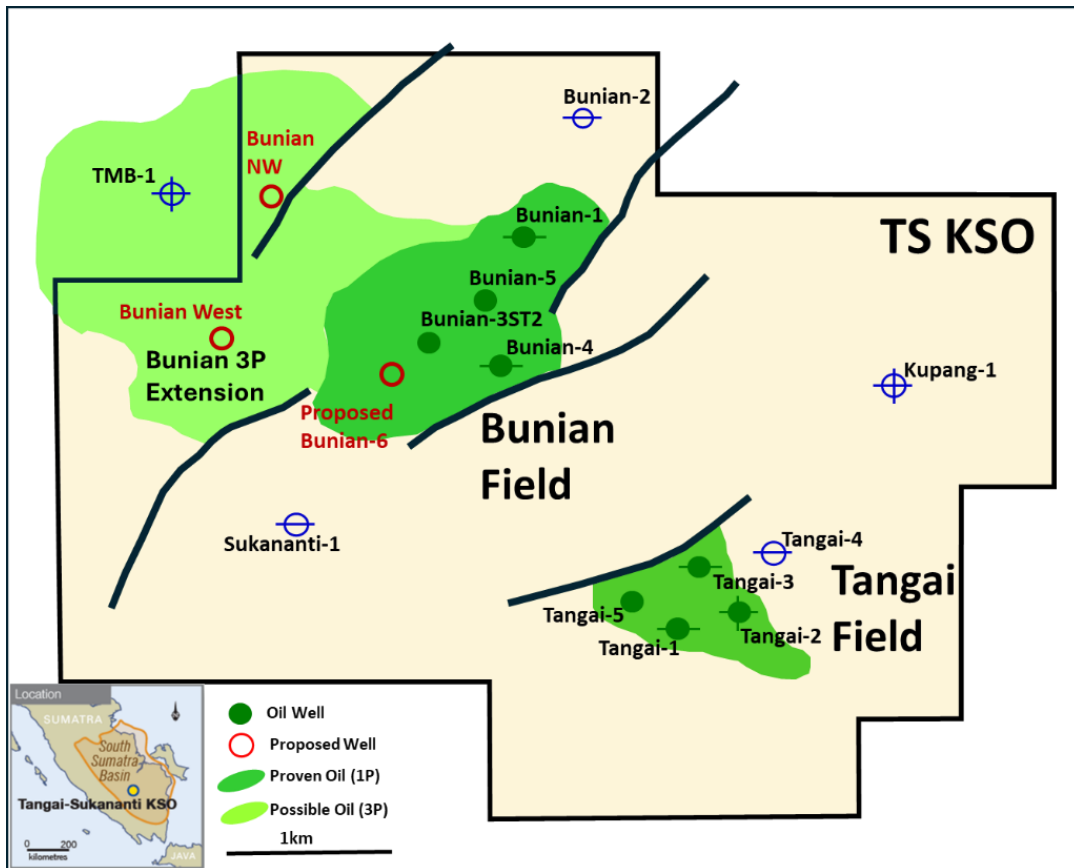 Bunian-2
Bunian
NW
TMB-1
Bunian-1
TS KSO
Bunian-5
Bunian West
Bunian-3ST2
Bunian 3P
Extension
Bunian-4
Kupang-1
Proposed
Bunian-6
Bunian
Field
Sukananti-1
Tangai-4
Tangai-3
Tangai
Field
Tangai-5
Tangai-2
Tangai-1
Location
SUMATRA
South
Sumatra
Basin
Tangai-Sukananti KSO
0 200
kilometres
JAVA
Oil Well
Proposed Well
Proven Oil (1P)
Possible Oil (3P)
1km